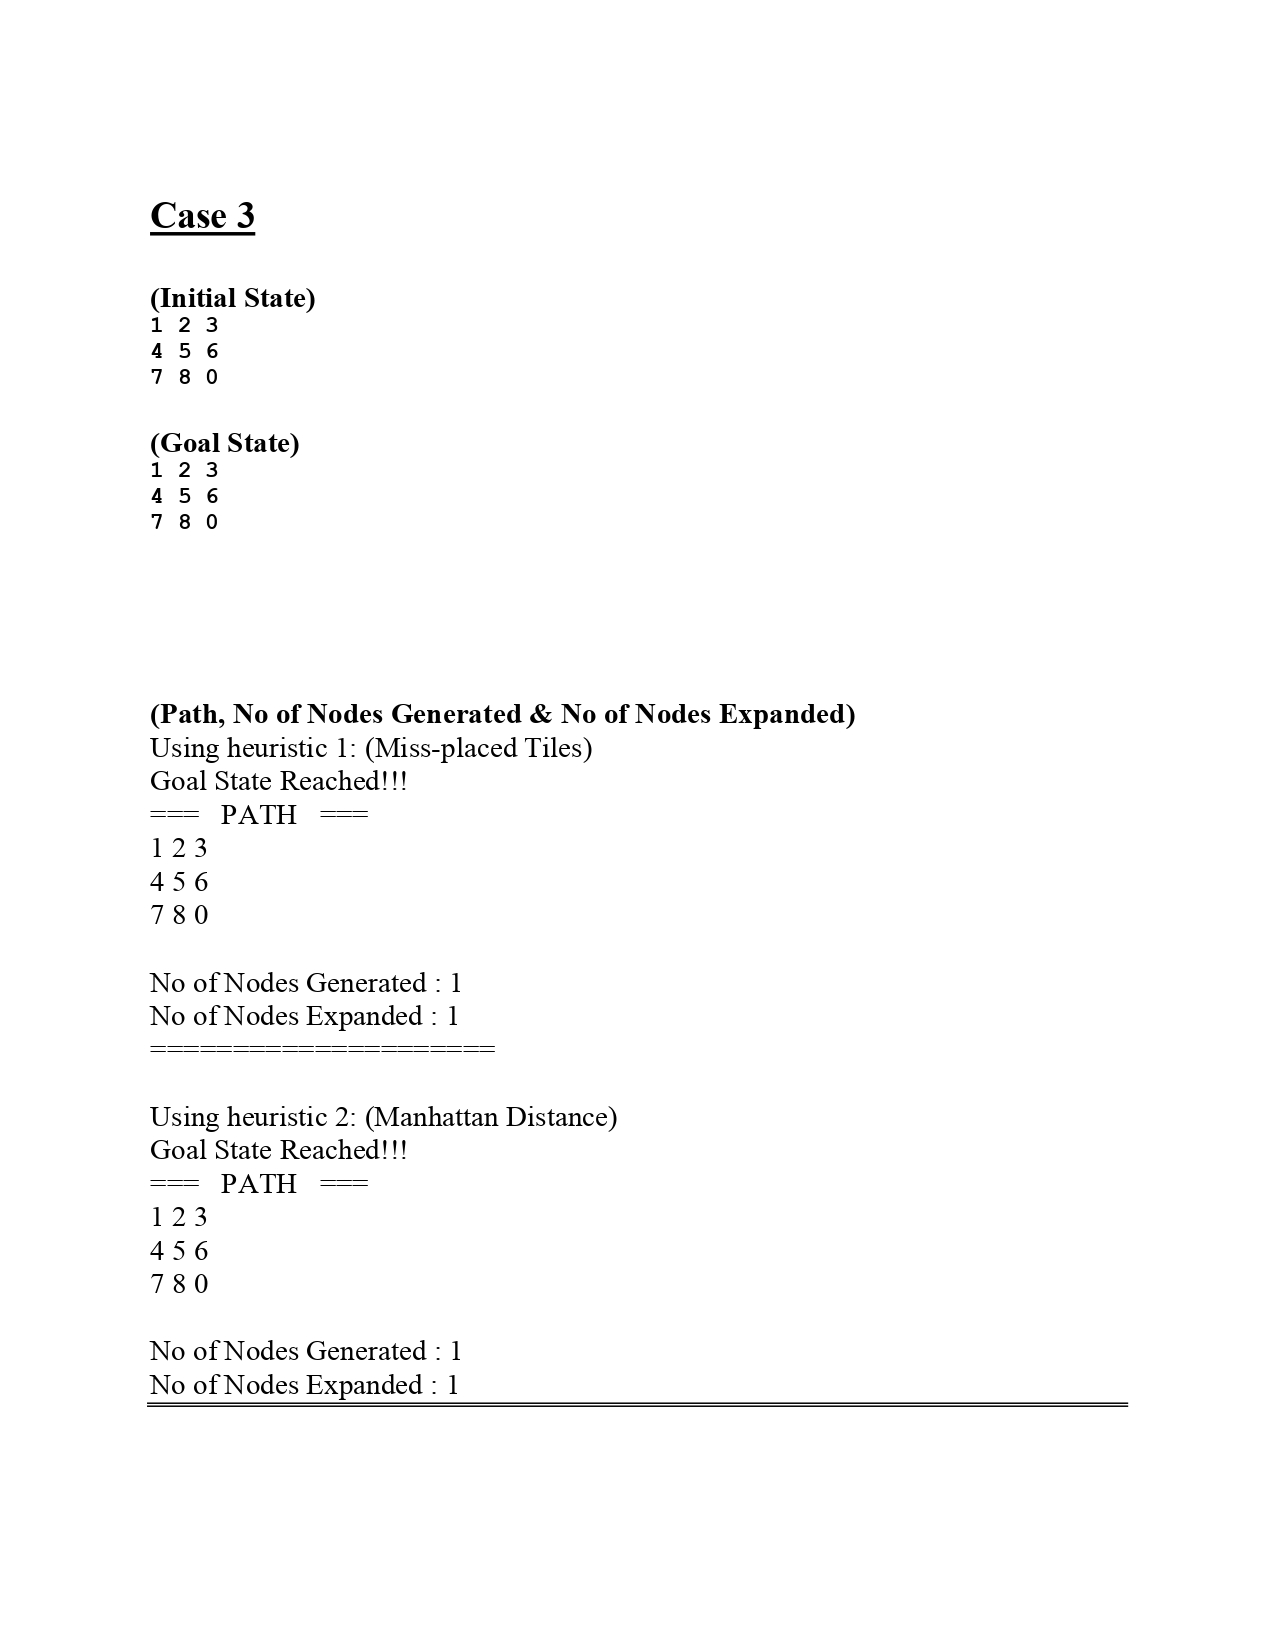 Case 3
(Initial State)
1 2 3
4 5 6
7 8 0
(Goal State)
1 2 3
4 5 6
7 8 0
(Path, No of Nodes Generated & No of Nodes Expanded)
Using heuristic 1: (Miss-placed Tiles)
Goal State Reached!!!
=== PATH ===
1 2 3
4 5 6
7 8 0
No of Nodes Generated : 1
No of Nodes Expanded : 1
=====================
Using heuristic 2: (Manhattan Distance)
Goal State Reached!!!
=== PATH ===
1 2 3
4 5 6
7 8 0
No of Nodes Generated : 1
No of Nodes Expanded : 1